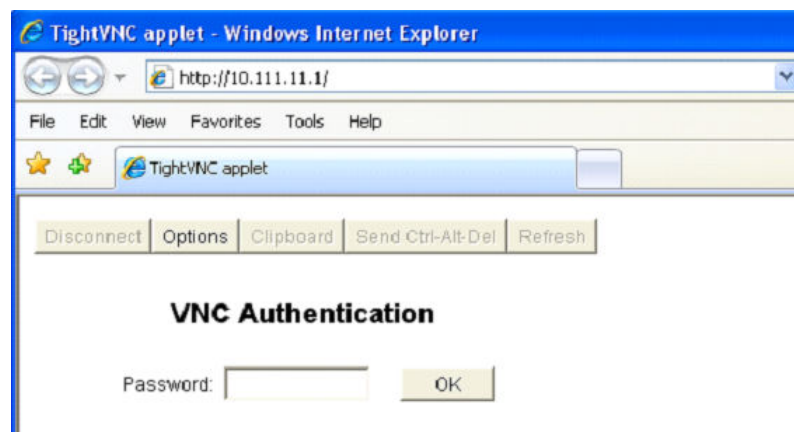 TightVNC applet - Windows Internet Explorer
http://10.111.11.1/
File Edit View Favorites Tools Help
TightVNC applet
Disconnect Options Clipboard Send Ctrl-Alt-Del Refresh
VNC Authentication
Password: OK